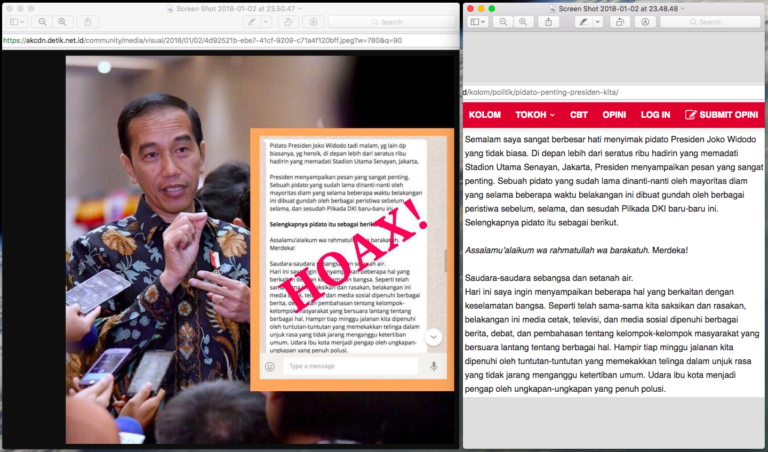 Screen Shot 2018-01-02 at 23.50.47
Search
https://akcdn.detik.net.id/community/media/visual/2018/01/02/4d92521b-ebe7-41cf-9209-c71a4f120bff.jpeg?w=780&q=90
Pidato Presiden Joko Widodo tadi malam, yg lain dp
biasanya, yg heroik, di depan lebih dari seratus ribu
hadirin yang memadati Stadion Utama Senayan, Jakarta,
Presiden menyampaikan pesan yang sangat penting.
Sebuah pidato yang sudah lama dinanti-nanti oleh
mayoritas diam yang selama beberapa waktu belakangan
ini dibuat gundah oleh berbagai peristiwa sebelum,
selama, dan sesudah Pilkada DKI baru-baru ini.
Selengkapnya pidato itu sebagai berikut
Assalamu'alaikum wa rahmatullah wa barakatuh.
Merdeka!
Saudara-saudara sebangsa dan setanah air.
Hari ini saya ingin menyampaikan beberapa hal yang
berkaitan dengan keselamatan bangsa. Seperti telah
sama-sama kita saksikan dan rasakan, belakangan ini
media cetak, televisi, dan media sosial dipenuhi berbagai
berita, debat, dan pembahasan tentang kelompok-
kelompok masyarakat yang bersuara lantang tentang
berbagai hal. Hampir tiap minggu jalanan kita dipenuhi
oleh tuntutan-tuntutan yang memekakkan telinga dalam
unjuk rasa yang tidak jarang menganggu ketertiban
umum. Udara ibu kota menjadi pengap oleh ungkapan-
ungkapan yang penuh polusi.
HOAX!
Type a message
Screen Shot 2018-01-02 at 23.48.48
Search
d/kolom/politik/pidato-penting-presiden-kita/
KOLOM TOKOH CBT OPINI LOG IN SUBMIT OPINI
Semalam saya sangat berbesar hati menyimak pidato Presiden Joko Widodo
yang tidak biasa. Di depan lebih dari seratus ribu hadirin yang memadati
Stadion Utama Senayan, Jakarta, Presiden menyampaikan pesan yang sangat
penting. Sebuah pidato yang sudah lama dinanti-nanti oleh mayoritas diam
yang selama beberapa waktu belakangan ini dibuat gundah oleh berbagai
peristiwa sebelum, selama, dan sesudah Pilkada DKI baru-baru ini.
Selengkapnya pidato itu sebagai berikut.
Assalamu'alaikum wa rahmatullah wa barakatuh. Merdeka!
Saudara-saudara sebangsa dan setanah air.
Hari ini saya ingin menyampaikan beberapa hal yang berkaitan dengan
keselamatan bangsa. Seperti telah sama-sama kita saksikan dan rasakan,
belakangan ini media cetak, televisi, dan media sosial dipenuhi berbagai
berita, debat, dan pembahasan tentang kelompok-kelompok masyarakat yang
bersuara lantang tentang berbagai hal. Hampir tiap minggu jalanan kita
dipenuhi oleh tuntutan-tuntutan yang memekakkan telinga dalam unjuk rasa
yang tidak jarang menganggu ketertiban umum. Udara ibu kota menjadi
pengap oleh ungkapan-ungkapan yang penuh polusi.